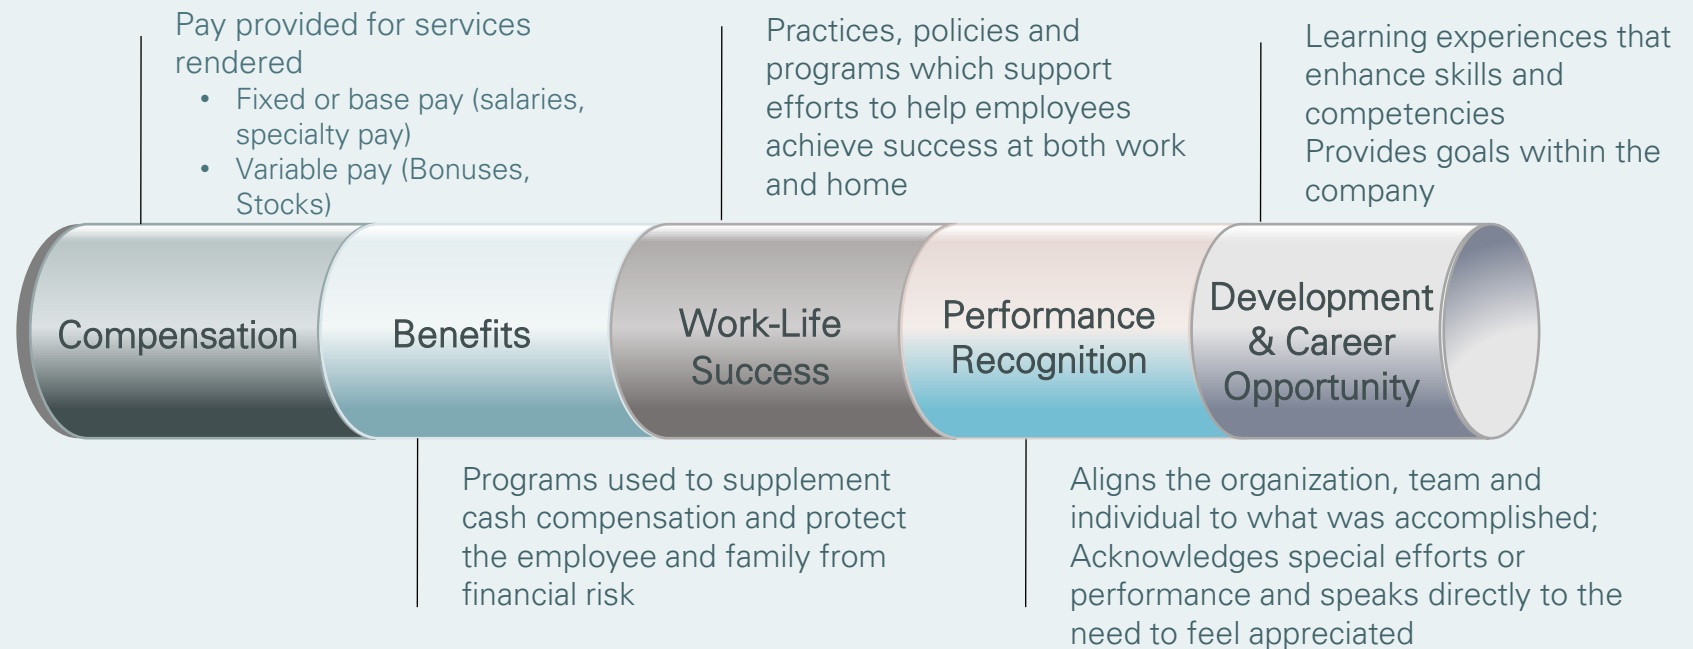 Pay provided for services
rendered
• Fixed or base pay (salaries,
specialty pay)
• Variable pay (Bonuses,
Stocks)
Practices, policies and
programs which support
efforts to help employees
achieve success at both work
and home
Learning experiences that
enhance skills and
competencies
Provides goals within the
company
Compensation
Benefits
Work-Life
Success
Performance
Recognition
Development
& Career
Opportunity
Programs used to supplement
cash compensation and protect
the employee and family from
financial risk
Aligns the organization, team and
individual to what was accomplished;
Acknowledges special efforts or
performance and speaks directly to the
need to feel appreciated